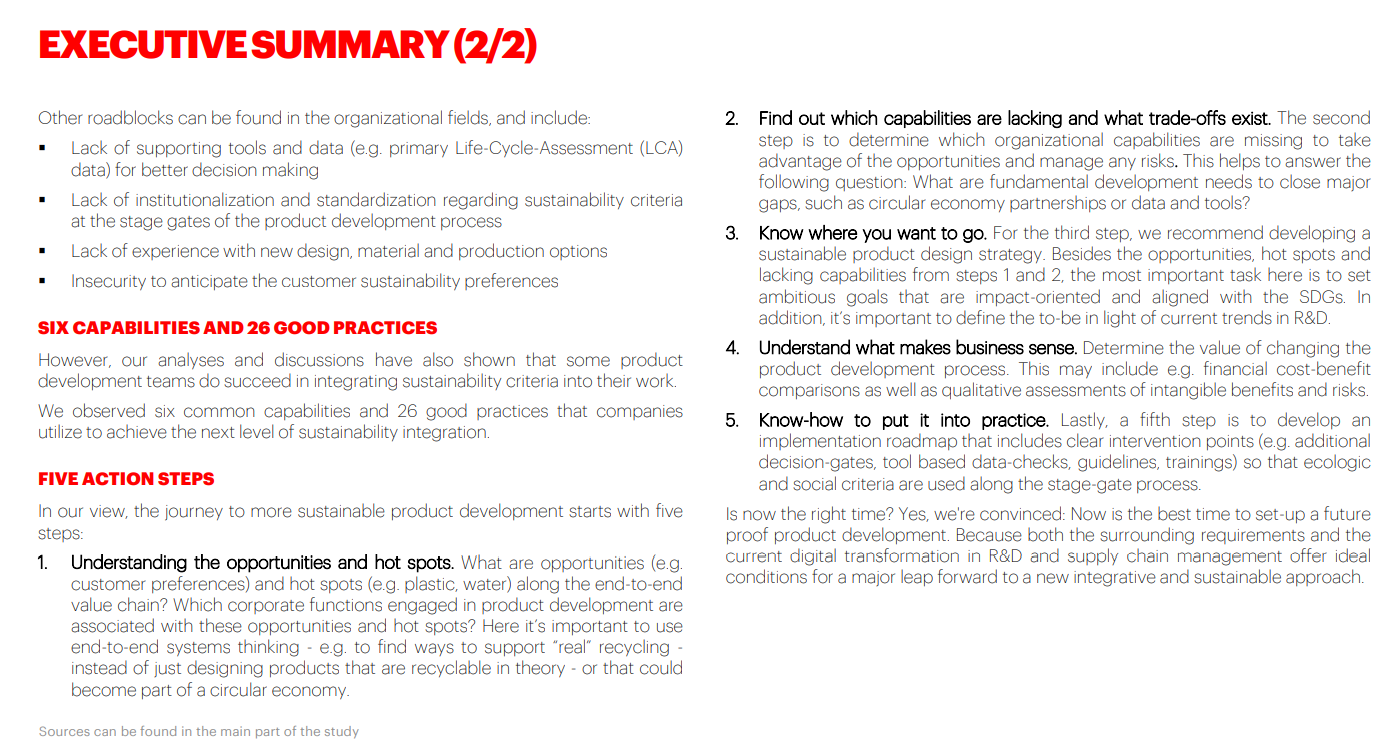 EXECUTIVE SUMMARY (2/2)
Other roadblocks can be found in the organizational fields, and include:
▪ Lack of supporting tools and data (e.g. primary Life-Cycle-Assessment (LCA)
data) for better decision making
▪ Lack of institutionalization and standardization regarding sustainability criteria
at the stage gates of the product development process
▪ Lack of experience with new design, material and production options
▪ Insecurity to anticipate the customer sustainability preferences
SIX CAPABILITIES AND 26 GOOD PRACTICES
However, our analyses and discussions have also shown that some product
development teams do succeed in integrating sustainability criteria into their work.
We observed six common capabilities and 26 good practices that companies
utilize to achieve the next level of sustainability integration.
FIVE ACTION STEPS
In our view, the journey to more sustainable product development starts with five
steps:
1. Understanding the opportunities and hot spots. What are opportunities (e.g.
customer preferences) and hot spots (e.g. plastic, water) along the end-to-end
value chain? Which corporate functions engaged in product development are
associated with these opportunities and hot spots? Here it's important to use
end-to-end systems thinking - e.g. to find ways to support "real" recycling -
instead of just designing products that are recyclable in theory - or that could
become part of a circular economy.
2. Find out which capabilities are lacking and what trade-offs exist. The second
step is to determine which organizational capabilities are missing to take
advantage of the opportunities and manage any risks. This helps to answer the
following question: What are fundamental development needs to close major
gaps, such as circular economy partnerships or data and tools?
3. Know where you want to go. For the third step, we recommend developing a
sustainable product design strategy. Besides the opportunities, hot spots and
lacking capabilities from steps 1 and 2, the most important task here is to set
ambitious goals that are impact-oriented and aligned with the SDGs. In
addition, it's important to define the to-be in light of current trends in R&D.
4. Understand what makes business sense. Determine the value of changing the
product development process. This may include e.g. financial cost-benefit
comparisons as well as qualitative assessments of intangible benefits and risks.
5. Know-how to put it into practice. Lastly, a fifth step is to develop an
implementation roadmap that includes clear intervention points (e.g. additional
decision-gates, tool based data-checks, guidelines, trainings) so that ecologic
and social criteria are used along the stage-gate process.
Is now the right time? Yes, we're convinced: Now is the best time to set-up a future
proof product development. Because both the surrounding requirements and the
current digital transformation in R&D and supply chain management offer ideal
conditions for a major leap forward to a new integrative and sustainable approach.
Sources can be found in the main part of the study